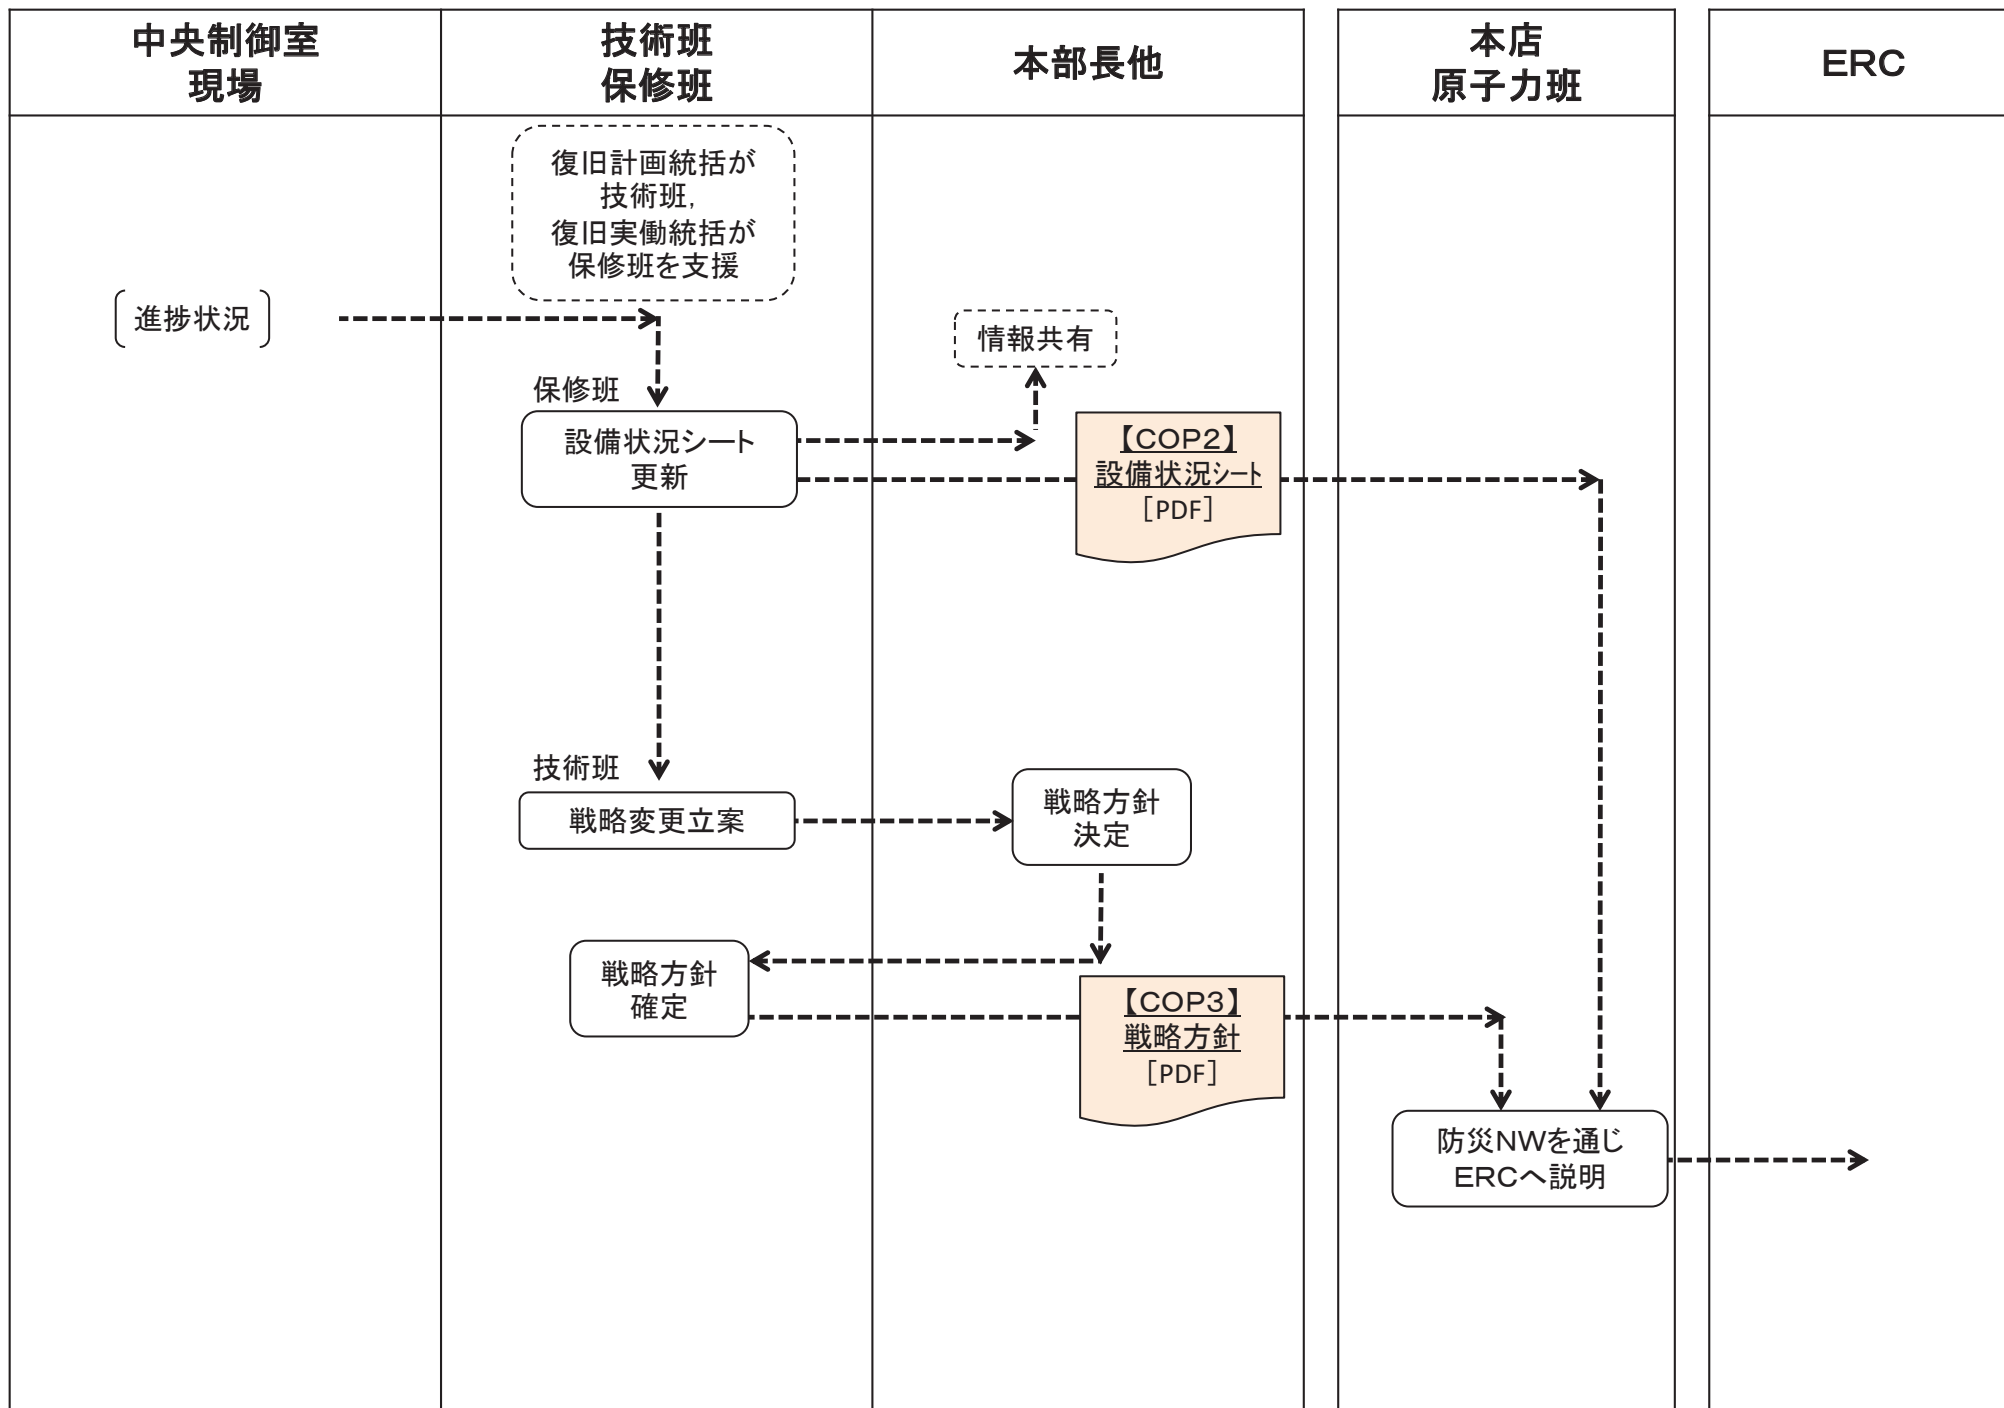 中央制御室
現場
技術班
保修班
本部長他
本店
原子力班
ERC
復旧計画統括が
技術班，
復旧実働統括が
保修班を支援
進捗状況
情報共有
保修班
設備状況シート
更新
【COP2】
設備状況シート
［PDF］
技術班
戦略変更立案
戦略方針
決定
戦略方針
確定
【COP3】
戦略方針
［PDF］
防災NWを通じ
ERCへ説明